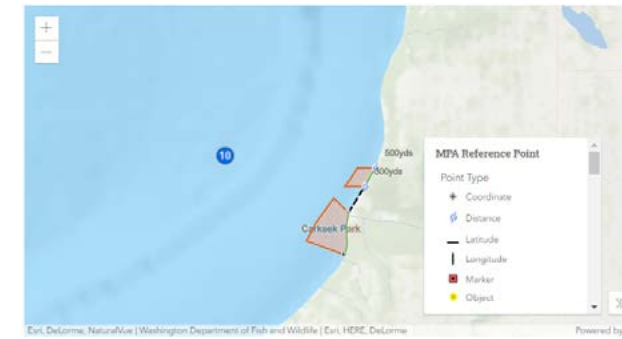 +
−
10
500yds
300yds
Carkeek Park
MPA Reference Point
Point Type
Coordinate
Distance
Latitude
Longitude
Marker
Object
Esri, DeLorme, NaturalVue | Washington Department of Fish and Wildlife | Esri, HERE, DeLorme
Powered by